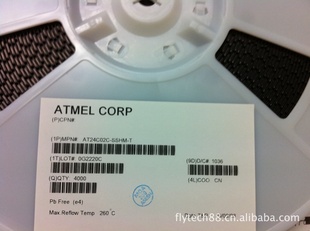 ATMEL CORP
(P)CPN#
(1P)MPN# AT24C02C-SSHM-T
(1T)LOT# 0G2220C
(9D)D/C# 1036
(Q)QTY: 4000
(4L)COO CN
Pb Free (e4)
Max Reflow Temp 260°C
flytech88.cn.alibaba.com